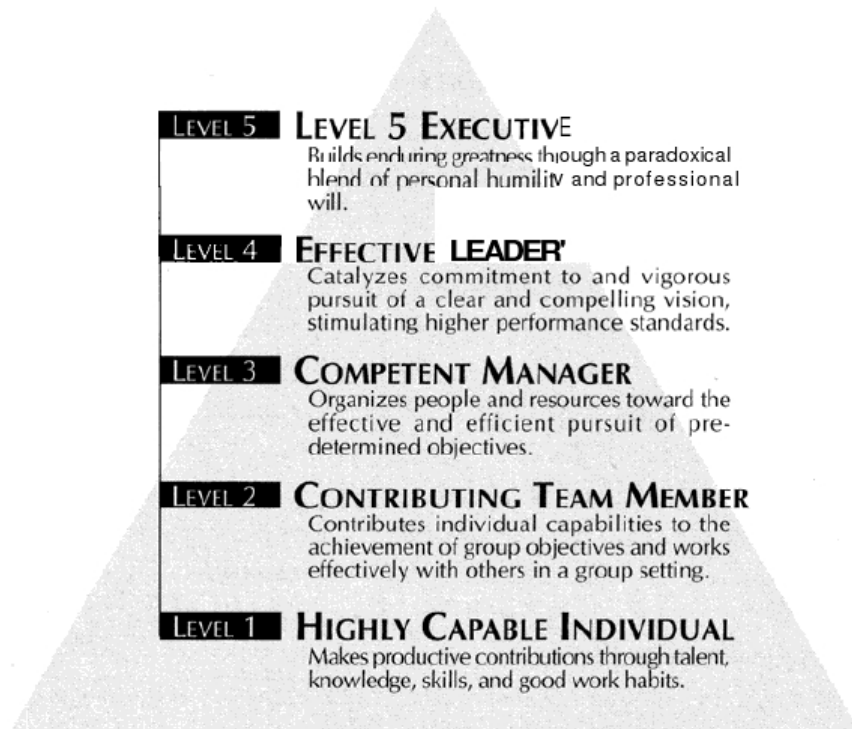 LEVEL 5 LEVEL 5 EXECUTIVE
Builds enduring greatness through a paradoxical
blend of personal humility and professional
will.
LEVEL 4 EFFECTIVE LEADER'
Catalyzes commitment to and vigorous
pursuit of a clear and compelling vision,
stimulating higher performance standards.
LEVEL 3 COMPETENT MANAGER
Organizes people and resources toward the
effective and efficient pursuit of pre-
determined objectives.
LEVEL 2 CONTRIBUTING TEAM MEMBER
Contributes individual capabilities to the
achievement of group objectives and works
effectively with others in a group setting.
LEVEL 1 HIGHLY CAPABLE INDIVIDUAL
Makes productive contributions through talent,
knowledge, skills, and good work habits.